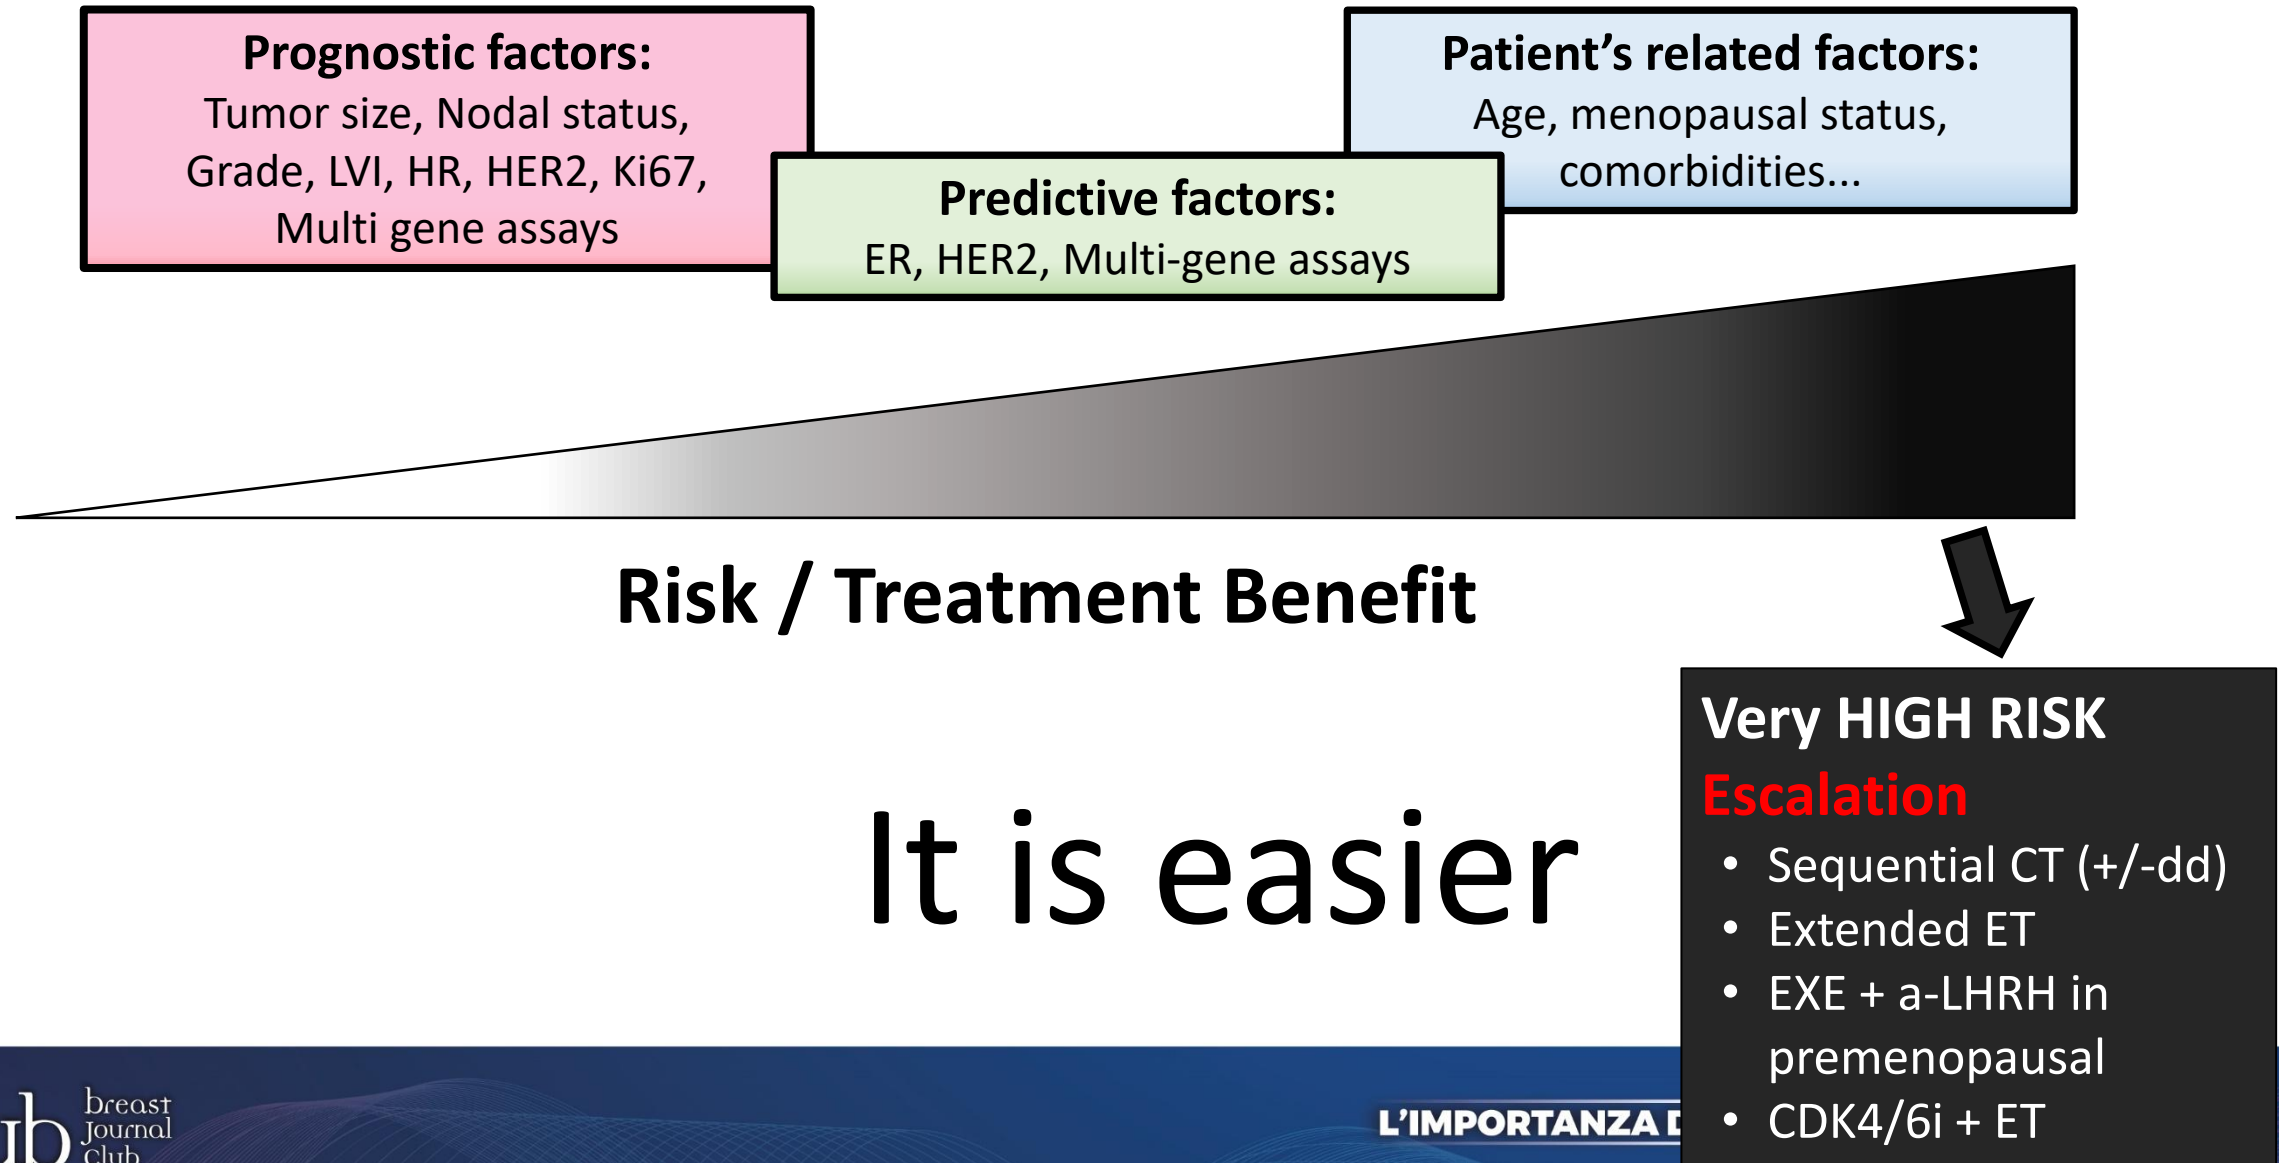 Prognostic factors:
Tumor size, Nodal status,
Grade, LVI, HR, HER2, Ki67,
Multi gene assays
Predictive factors:
ER, HER2, Multi-gene assays
Patient’s related factors:
Age, menopausal status,
comorbidities...
Risk / Treatment Benefit
It is easier
Very HIGH RISK
Escalation
• Sequential CT (+/-dd)
• Extended ET
• EXE + a-LHRH in
premenopausal
• CDK4/6i + ET
breast
Journal
Club
L’IMPORTANZA